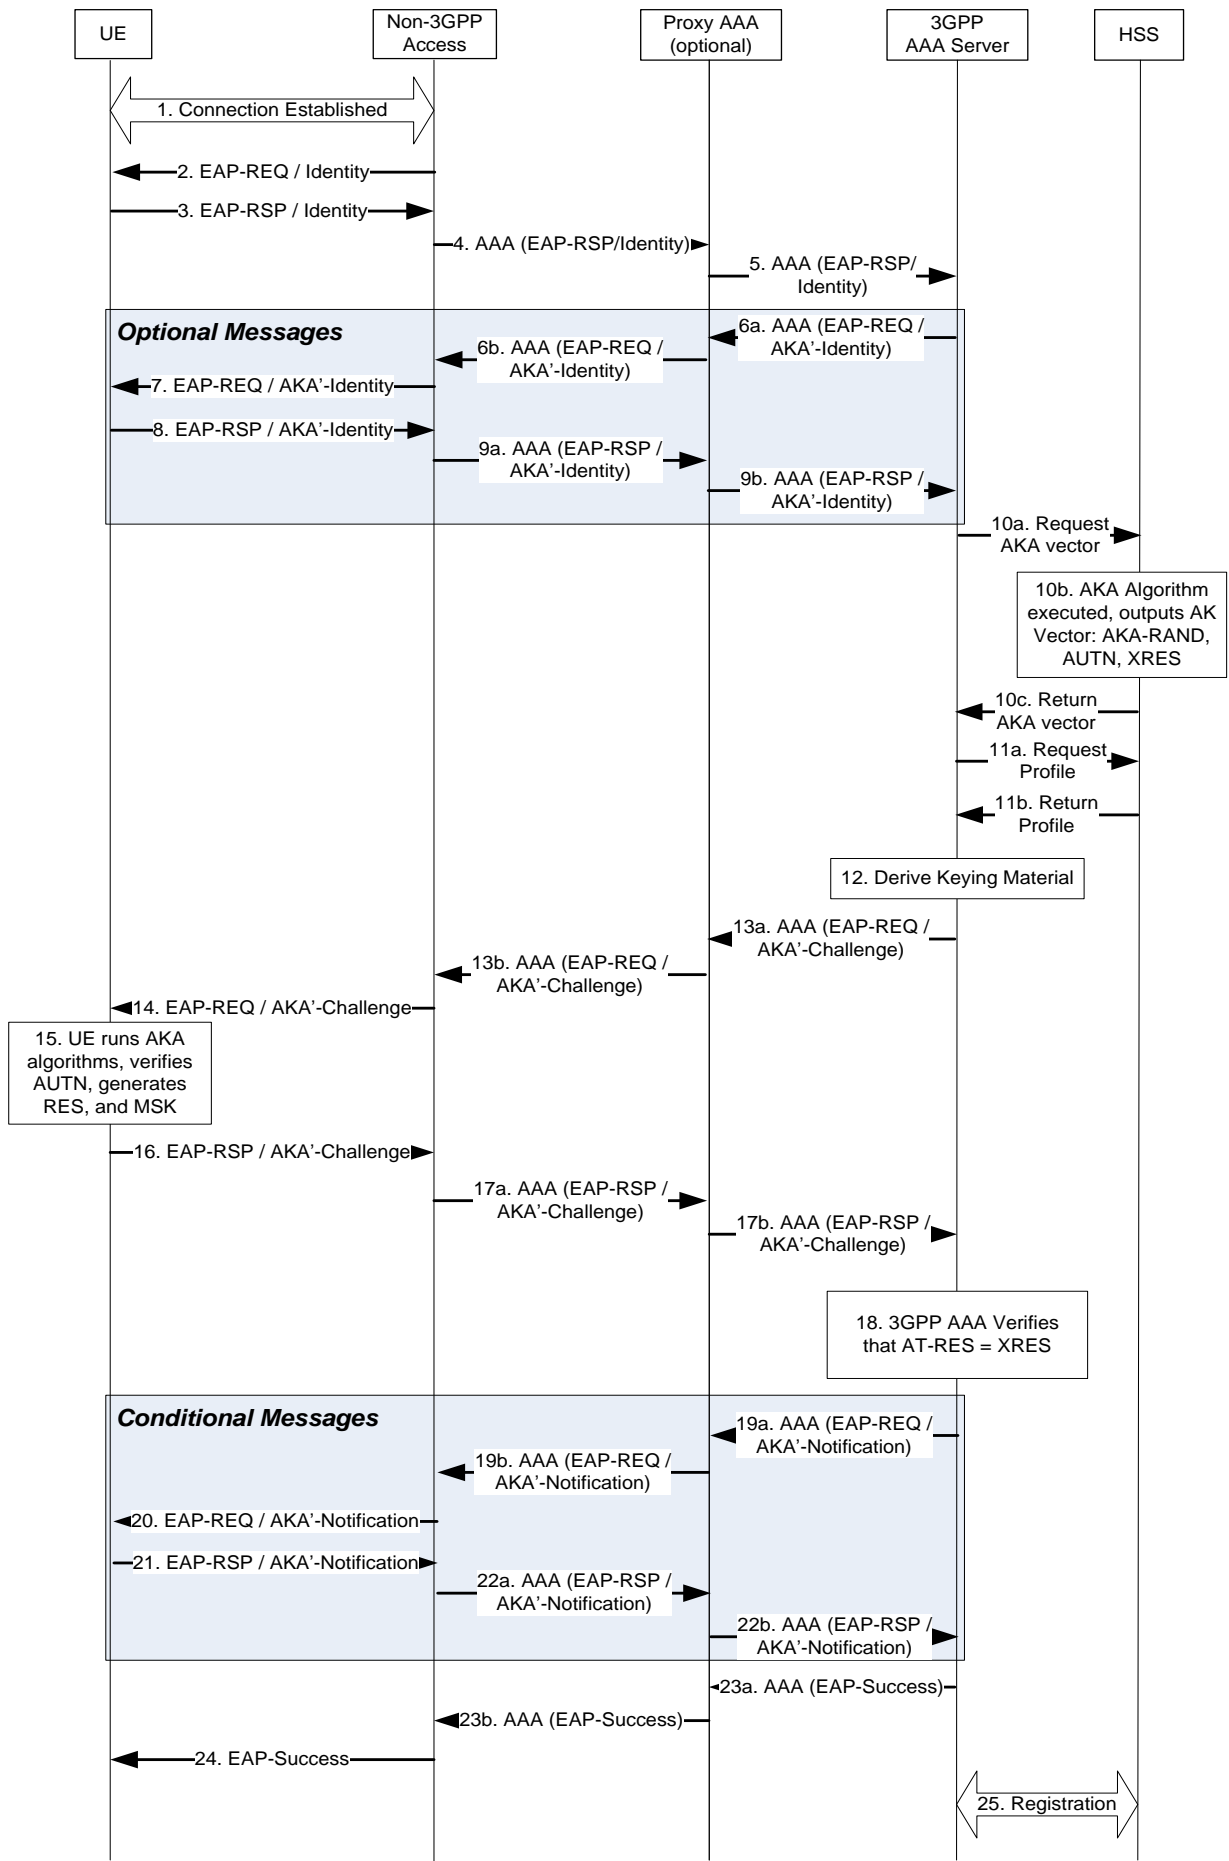 UE
Non-3GPP
Access
Proxy AAA
(optional)
3GPP
AAA Server
HSS
1. Connection Established
2. EAP-REQ / Identity
3. EAP-RSP / Identity
4. AAA (EAP-RSP/Identity)
5. AAA (EAP-RSP/
Identity)
Optional Messages
6a. AAA (EAP-REQ /
AKA'-Identity)
6b. AAA (EAP-REQ /
AKA'-Identity)
7. EAP-REQ / AKA'-Identity
8. EAP-RSP / AKA'-Identity
9a. AAA (EAP-RSP /
AKA'-Identity)
9b. AAA (EAP-RSP /
AKA'-Identity)
10a. Request
AKA vector
10b. AKA Algorithm
executed, outputs AK
Vector: AKA-RAND,
AUTN, XRES
10c. Return
AKA vector
11a. Request
Profile
11b. Return
Profile
12. Derive Keying Material
13a. AAA (EAP-REQ /
AKA'-Challenge)
13b. AAA (EAP-REQ /
AKA'-Challenge)
14. EAP-REQ / AKA'-Challenge
15. UE runs AKA
algorithms, verifies
AUTN, generates
RES, and MSK
16. EAP-RSP / AKA'-Challenge
17a. AAA (EAP-RSP /
AKA'-Challenge)
17b. AAA (EAP-RSP /
AKA'-Challenge)
18. 3GPP AAA Verifies
that AT-RES = XRES
Conditional Messages
19a. AAA (EAP-REQ /
AKA'-Notification)
19b. AAA (EAP-REQ /
AKA'-Notification)
20. EAP-REQ / AKA'-Notification
21. EAP-RSP / AKA'-Notification
22a. AAA (EAP-RSP /
AKA'-Notification)
22b. AAA (EAP-RSP /
AKA'-Notification)
23a. AAA (EAP-Success)
23b. AAA (EAP-Success)
24. EAP-Success
25. Registration